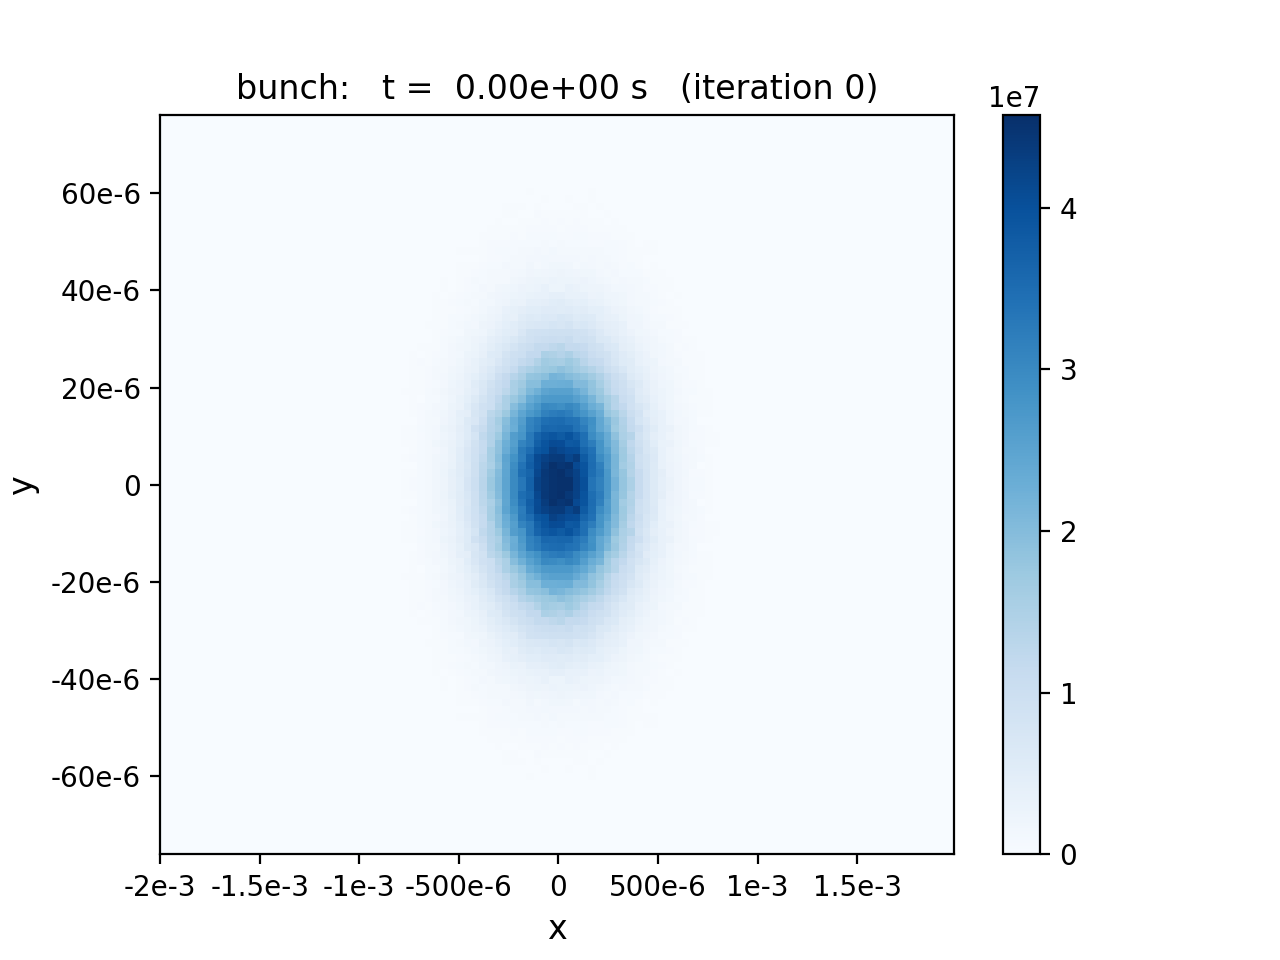 bunch:   t =  0.00e+00 s   (iteration 0)
1e7
60e-6
40e-6
20e-6
0
-20e-6
-40e-6
-60e-6
y
-2e-3 -1.5e-3 -1e-3 -500e-6 0 500e-6 1e-3 1.5e-3
x
4
3
2
1
0